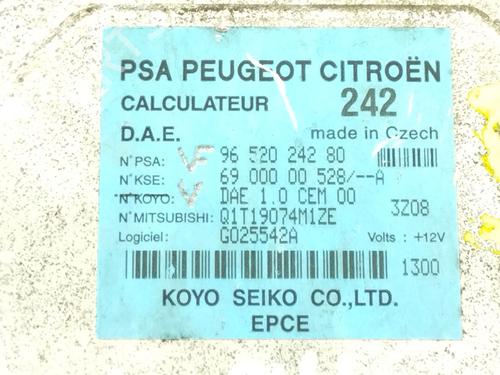 PSA PEUGEOT CITROËN
CALCULATEUR 242
D.A.E. made in Czech
N°PSA: VF 96 520 242 80
N°KSE: 69 000 00 528/--A
N°KOYO: V DAE 1.0 CEM 00
N°MITSUBISHI: Q1T19074M1ZE 3Z08
Logiciel: G025542A Volts : +12V
1300
KOYO SEIKO CO.,LTD.
EPCE